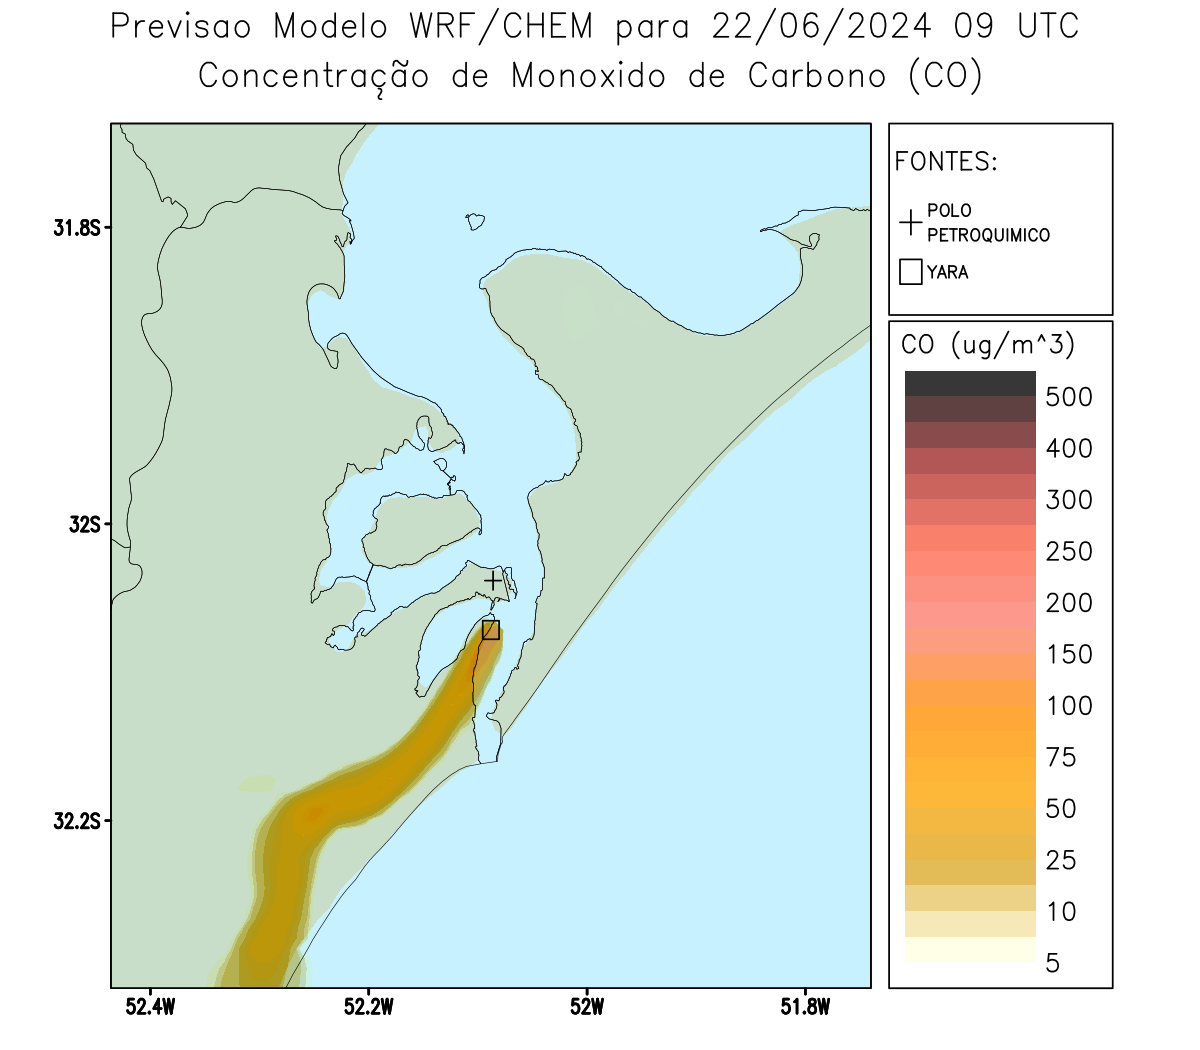 Previsao Modelo WRF/CHEM para 22/06/2024 09 UTC
Concentração de Monoxido de Carbono (CO)
FONTES:
POLO
PETROQUIMICO
YARA
CO (ug/m^3)
500
400
300
250
200
150
100
75
50
25
10
5
31.8S
32S
32.2S
52.4W
52.2W
52W
51.8W